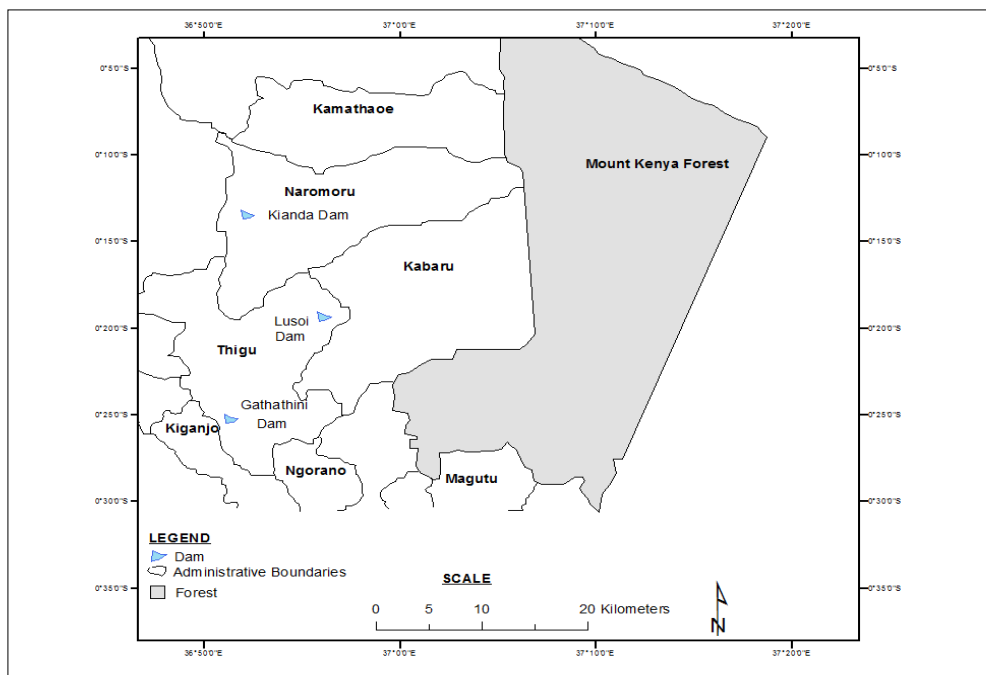 36°50'0"E 37°0'0"E 37°10'0"E 37°20'0"E
0°5'0"S 0°5'0"S
Kamathaoe
0°10'0"S 0°10'0"S
Mount Kenya Forest
Naromoru
Kianda Dam
0°15'0"S 0°15'0"S
Kabaru
Lusoi
Dam
0°20'0"S 0°20'0"S
Thigu
Gathathini
Dam
0°25'0"S 0°25'0"S
Kiganjo
Ngorano
Magutu
0°30'0"S 0°30'0"S
LEGEND
Dam
Administrative Boundaries
Forest
SCALE
0°35'0"S 0°35'0"S
0 5 10 20 Kilometers
N
36°50'0"E 37°0'0"E 37°10'0"E 37°20'0"E